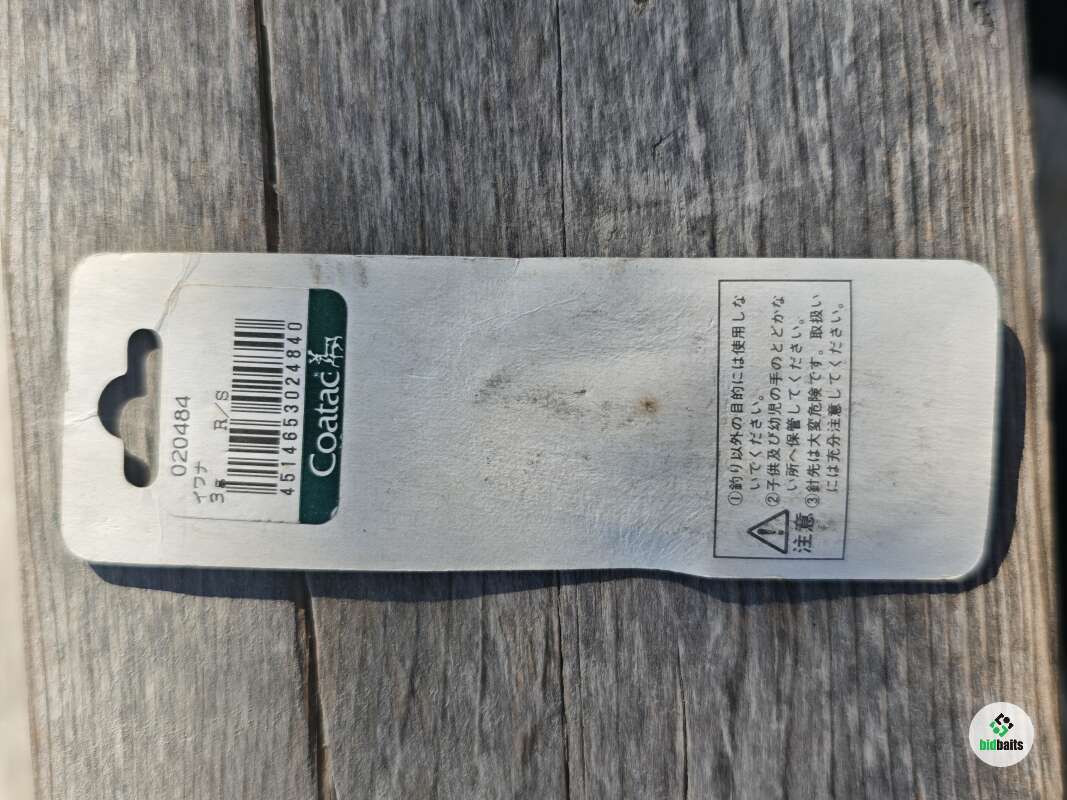 020484
イワナ
3.5 R/S
4514653024840
Coatac
①釣り以外の目的には使用しな
いでください。
②子供及び幼児の手のとどかな
い所へ保管してください。
③針先は大変危険です。取扱い
には充分注意してください。
注意
bidbaits